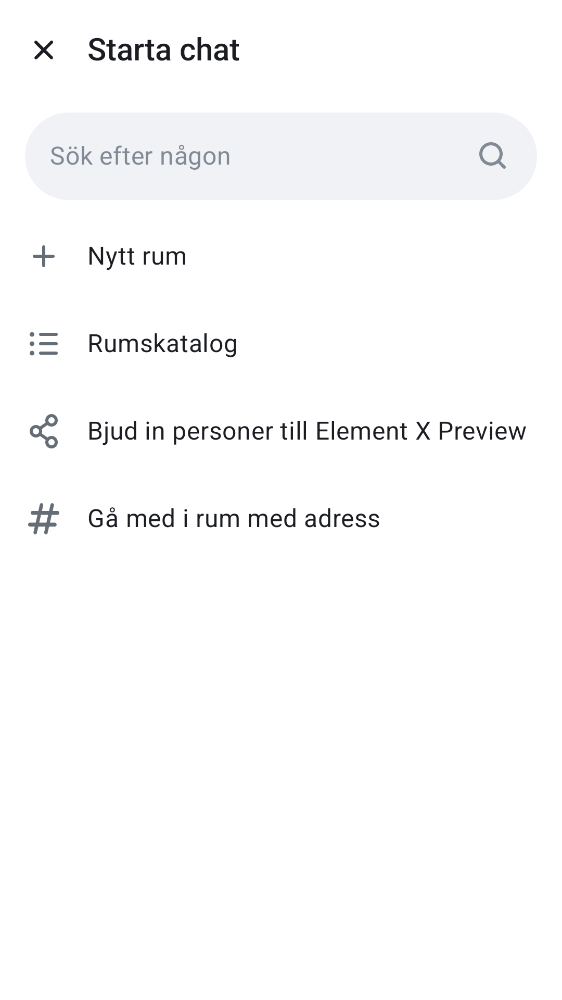 Starta chat
Sök efter någon
Nytt rum
Rumskatalog
Bjud in personer till Element X Preview
Gå med i rum med adress